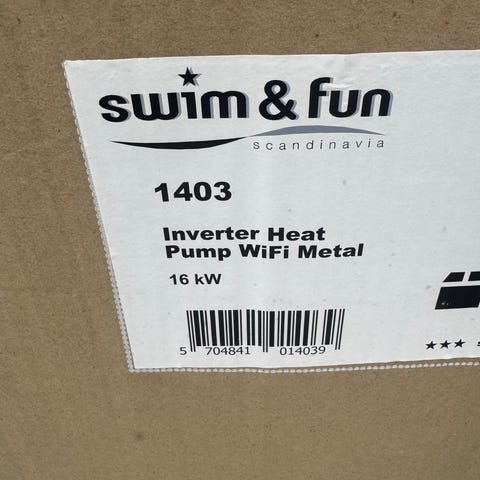 swim & fun
scandinavia
1403
Inverter Heat
Pump WiFi Metal
16 kW
5 704841 014039